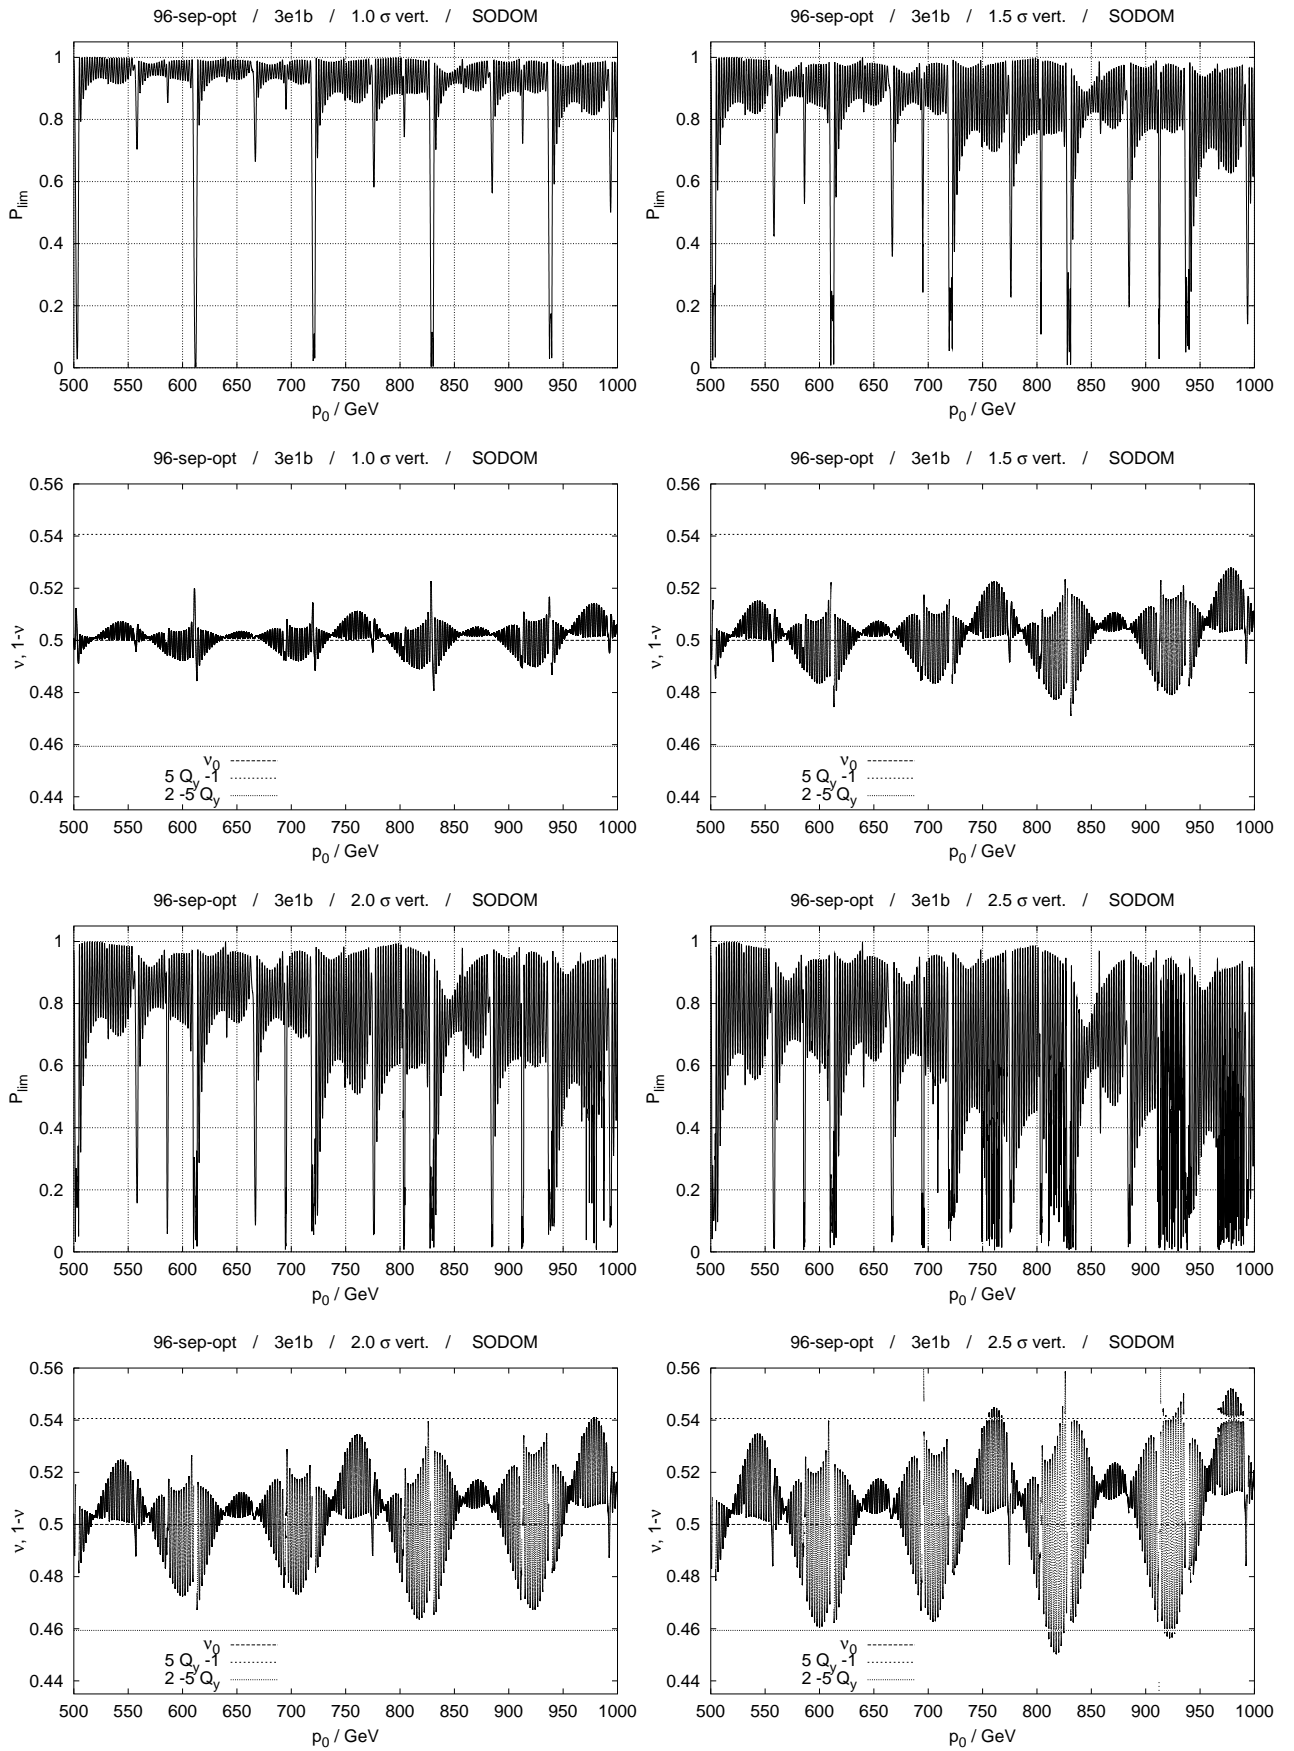 96-sep-opt / 3e1b / 1.0 σ vert. / SODOM
P_lim
1
0.8
0.6
0.4
0.2
0
500 550 600 650 700 750 800 850 900 950 1000
p_0 / GeV
96-sep-opt / 3e1b / 1.5 σ vert. / SODOM
P_lim
1
0.8
0.6
0.4
0.2
0
500 550 600 650 700 750 800 850 900 950 1000
p_0 / GeV
96-sep-opt / 3e1b / 1.0 σ vert. / SODOM
ν, 1-ν
0.56
0.54
0.52
0.5
0.48
0.46
0.44
ν_0
5 Q_y -1
2 -5 Q_y
500 550 600 650 700 750 800 850 900 950 1000
p_0 / GeV
96-sep-opt / 3e1b / 1.5 σ vert. / SODOM
ν, 1-ν
0.56
0.54
0.52
0.5
0.48
0.46
0.44
ν_0
5 Q_y -1
2 -5 Q_y
500 550 600 650 700 750 800 850 900 950 1000
p_0 / GeV
96-sep-opt / 3e1b / 2.0 σ vert. / SODOM
P_lim
1
0.8
0.6
0.4
0.2
0
500 550 600 650 700 750 800 850 900 950 1000
p_0 / GeV
96-sep-opt / 3e1b / 2.5 σ vert. / SODOM
P_lim
1
0.8
0.6
0.4
0.2
0
500 550 600 650 700 750 800 850 900 950 1000
p_0 / GeV
96-sep-opt / 3e1b / 2.0 σ vert. / SODOM
ν, 1-ν
0.56
0.54
0.52
0.5
0.48
0.46
0.44
ν_0
5 Q_y -1
2 -5 Q_y
500 550 600 650 700 750 800 850 900 950 1000
p_0 / GeV
96-sep-opt / 3e1b / 2.5 σ vert. / SODOM
ν, 1-ν
0.56
0.54
0.52
0.5
0.48
0.46
0.44
ν_0
5 Q_y -1
2 -5 Q_y
500 550 600 650 700 750 800 850 900 950 1000
p_0 / GeV